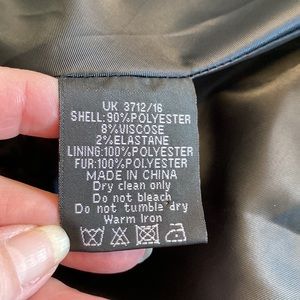 UK 3712/16
SHELL:90%POLYESTER
8%VISCOSE
2%ELASTANE
LINING:100%POLYESTER
FUR:100%POLYESTER
MADE IN CHINA
Dry clean only
Do not bleach
Do not tumble dry
Warm Iron